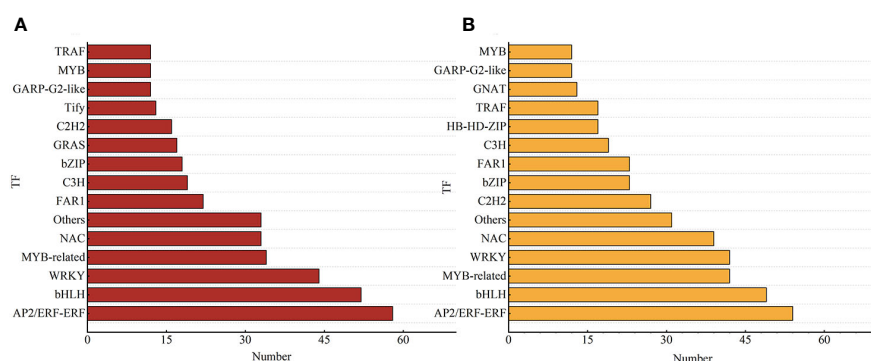 A
TRAF
MYB
GARP-G2-like
Tify
C2H2
GRAS
bZIP
C3H
FAR1
Others
NAC
MYB-related
WRKY
bHLH
AP2/ERF-ERF
TF
0 15 30 45 60
Number
B
MYB
GARP-G2-like
GNAT
TRAF
HB-HD-ZIP
C3H
FAR1
bZIP
C2H2
Others
NAC
WRKY
MYB-related
bHLH
AP2/ERF-ERF
TF
0 15 30 45 60
Number